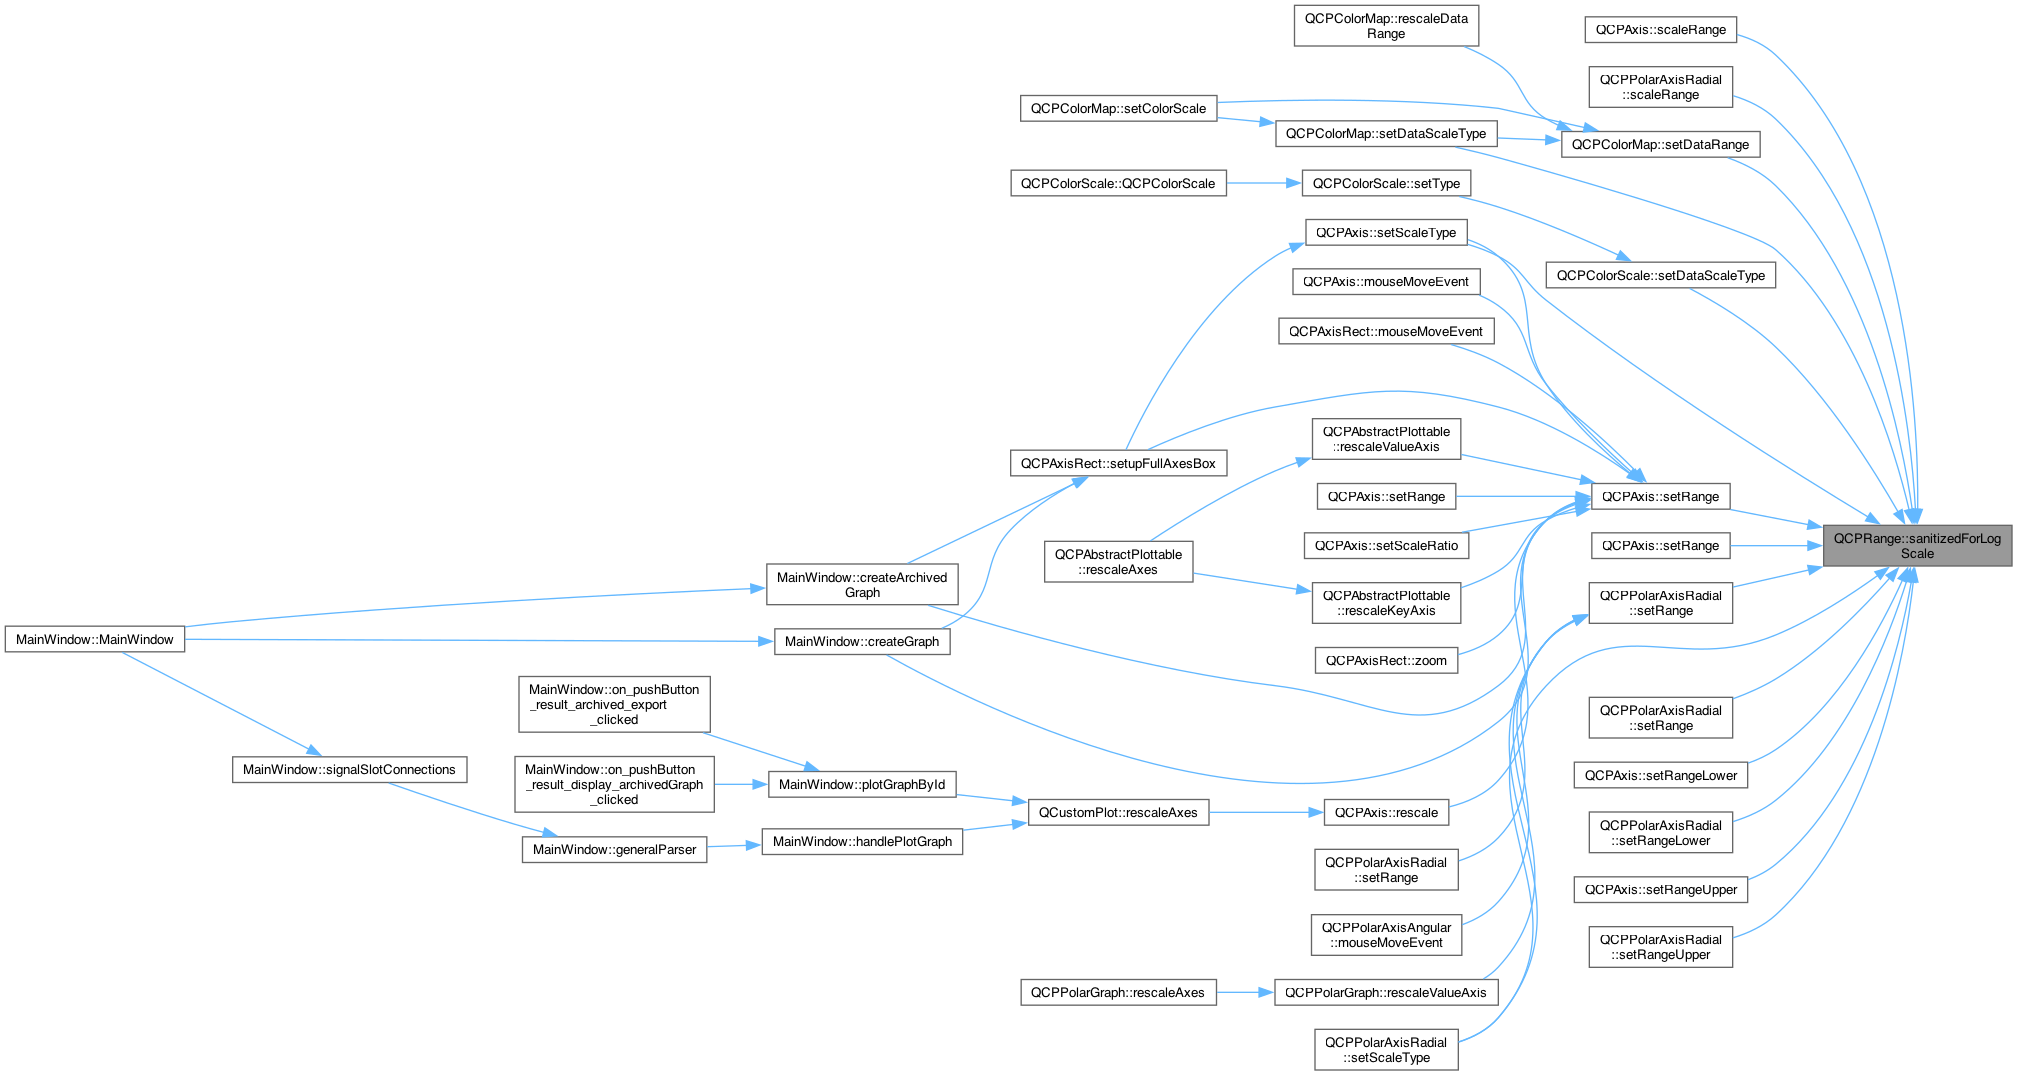 QCPColorMap::rescaleData
Range
QCPAxis::scaleRange
QCPPolarAxisRadial
::scaleRange
QCPColorMap::setColorScale
QCPColorMap::setDataScaleType
QCPColorMap::setDataRange
QCPColorScale::QCPColorScale
QCPColorScale::setType
QCPAxis::setScaleType
QCPColorScale::setDataScaleType
QCPAxis::mouseMoveEvent
QCPAxisRect::mouseMoveEvent
QCPAbstractPlottable
::rescaleValueAxis
QCPAxisRect::setupFullAxesBox
QCPAxis::setRange
QCPAxis::setRange
QCPRange::sanitizedForLog
Scale
QCPAxis::setScaleRatio
QCPAxis::setRange
QCPAbstractPlottable
::rescaleAxes
MainWindow::createArchived
Graph
QCPAbstractPlottable
::rescaleKeyAxis
QCPPolarAxisRadial
::setRange
MainWindow::MainWindow
MainWindow::createGraph
QCPAxisRect::zoom
MainWindow::on_pushButton
_result_archived_export
_clicked
QCPPolarAxisRadial
::setRange
MainWindow::signalSlotConnections
MainWindow::on_pushButton
_result_display_archivedGraph
_clicked
MainWindow::plotGraphById
QCPAxis::setRangeLower
QCustomPlot::rescaleAxes
QCPAxis::rescale
MainWindow::generalParser
MainWindow::handlePlotGraph
QCPPolarAxisRadial
::setRangeLower
QCPPolarAxisRadial
::setRange
QCPAxis::setRangeUpper
QCPPolarAxisAngular
::mouseMoveEvent
QCPPolarAxisRadial
::setRangeUpper
QCPPolarGraph::rescaleAxes
QCPPolarGraph::rescaleValueAxis
QCPPolarAxisRadial
::setScaleType